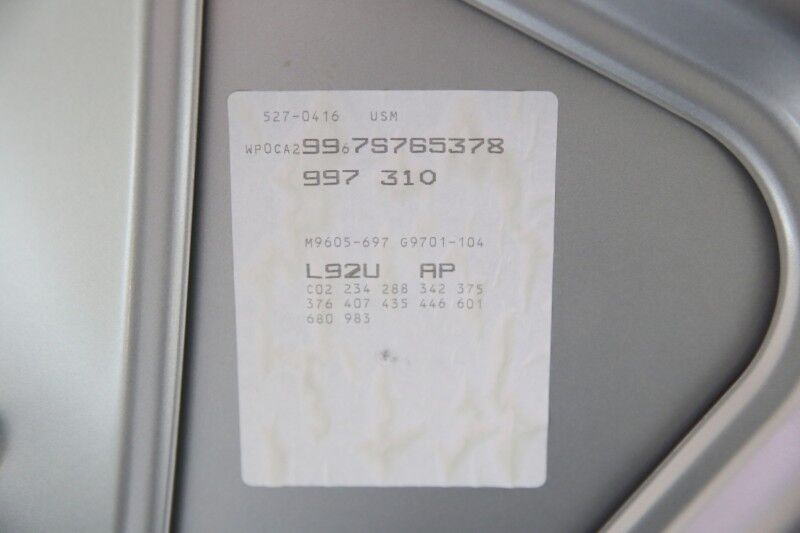 527-0416 USM
WP0CA29967S765378
997 310
M9605-697 G9701-104
L92U AP
C02 234 288 342 375
376 407 435 446 601
680 983